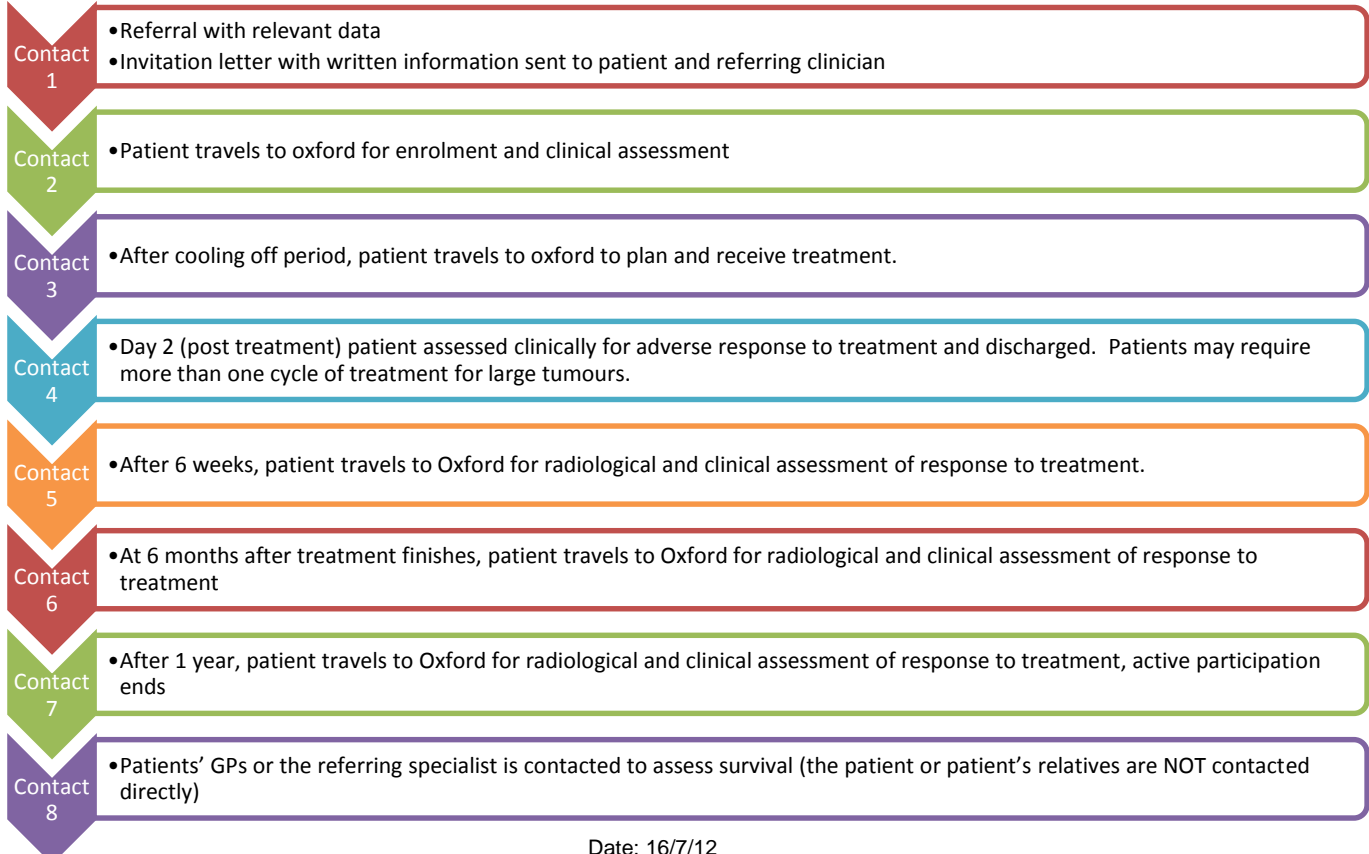 Contact
1
•Referral with relevant data
•Invitation letter with written information sent to patient and referring clinician
Contact
2
•Patient travels to oxford for enrolment and clinical assessment
Contact
3
•After cooling off period, patient travels to oxford to plan and receive treatment.
Contact
4
•Day 2 (post treatment) patient assessed clinically for adverse response to treatment and discharged.  Patients may require
more than one cycle of treatment for large tumours.
Contact
5
•After 6 weeks, patient travels to Oxford for radiological and clinical assessment of response to treatment.
Contact
6
•At 6 months after treatment finishes, patient travels to Oxford for radiological and clinical assessment of response to
treatment
Contact
7
•After 1 year, patient travels to Oxford for radiological and clinical assessment of response to treatment, active participation
ends
Contact
8
•Patients’ GPs or the referring specialist is contacted to assess survival (the patient or patient’s relatives are NOT contacted
directly)
Date: 16/7/12